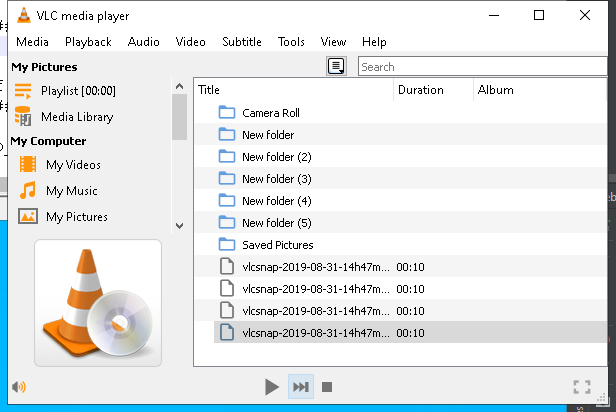 VLC media player
Media Playback Audio Video Subtitle Tools View Help
My Pictures
Search
Playlist [00:00]
Media Library
My Computer
My Videos
My Music
My Pictures
Title Duration Album
Camera Roll
New folder
New folder (2)
New folder (3)
New folder (4)
New folder (5)
Saved Pictures
vlcsnap-2019-08-31-14h47m... 00:10
vlcsnap-2019-08-31-14h47m... 00:10
vlcsnap-2019-08-31-14h47m... 00:10
vlcsnap-2019-08-31-14h47m... 00:10